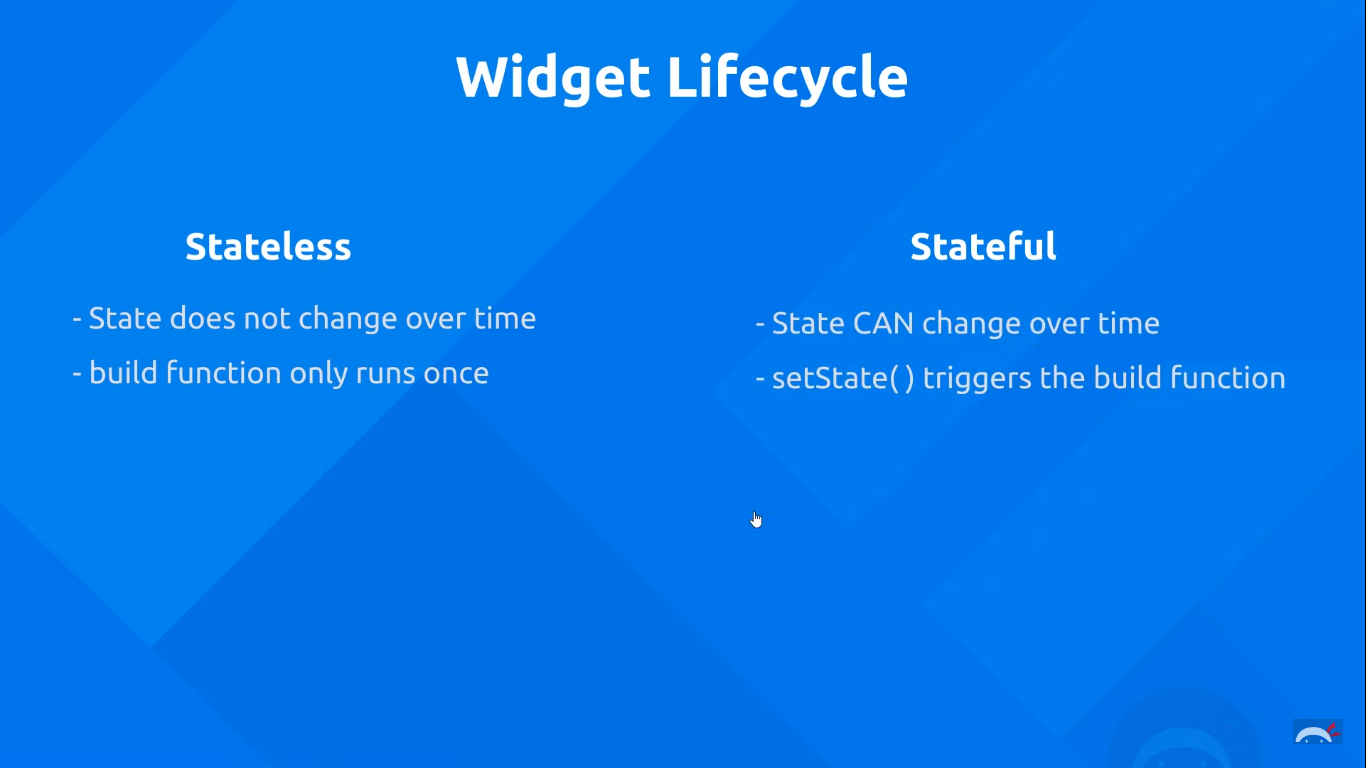 Widget Lifecycle
Stateless
- State does not change over time
- build function only runs once
Stateful
- State CAN change over time
- setState( ) triggers the build function